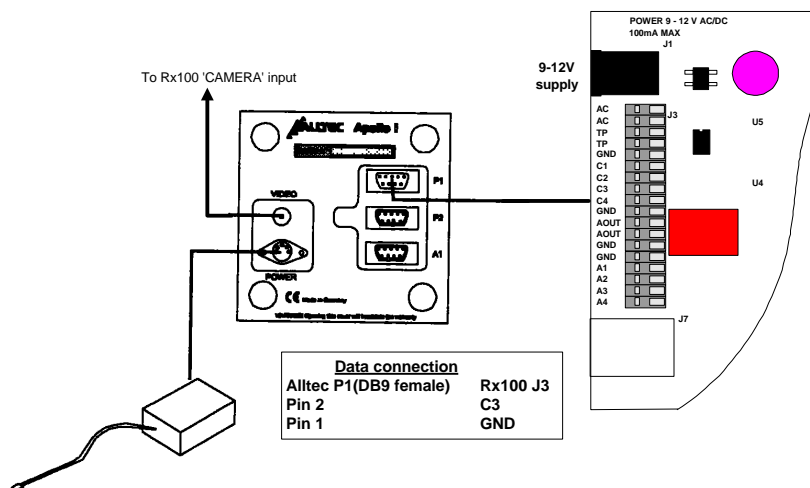 POWER 9 - 12 V AC/DC
100mA MAX
J1
9-12V
supply
To Rx100 'CAMERA' input
ALLTEC Apollo I
AC
AC
TP
TP
GND
C1
C2
C3
C4
GND
AOUT
AOUT
GND
GND
A1
A2
A3
A4
J3
U5
U4
J7
P1
P2
A1
VIDEO
POWER
CE Made in Germany
Data connection
Alltec P1(DB9 female) Rx100 J3
Pin 2 C3
Pin 1 GND